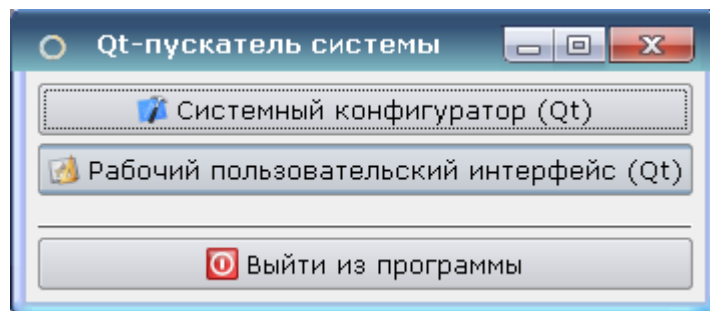 Qt-пускатель системы
Системный конфигуратор (Qt)
Рабочий пользовательский интерфейс (Qt)
Выйти из программы